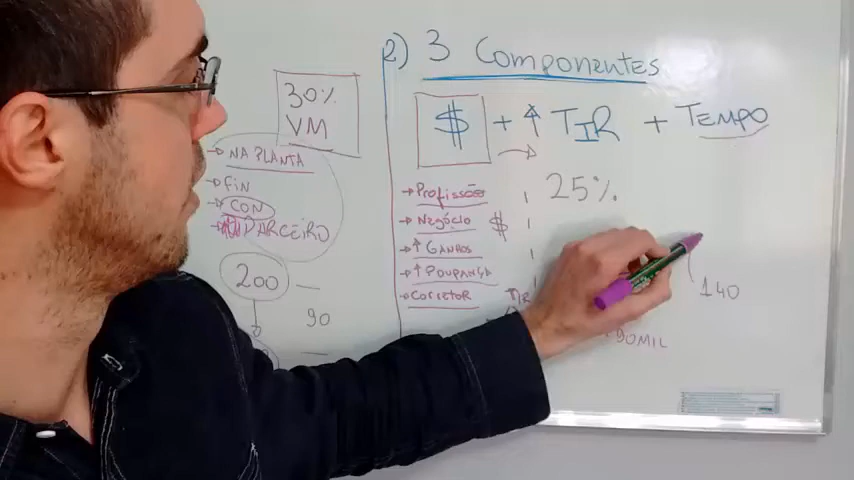 30%
VM
→ NA PLANTA
→ FIN
→ CON
→ PARCEIRO
200
90
2) 3 Componentes
$ + ↑ TIR + TEMPO
→ Profissão
→ Negócio $
→ ↑ GANHOS
→ ↑ POUPANÇA
→ CORRETOR
25%
TIR
140
90MIL